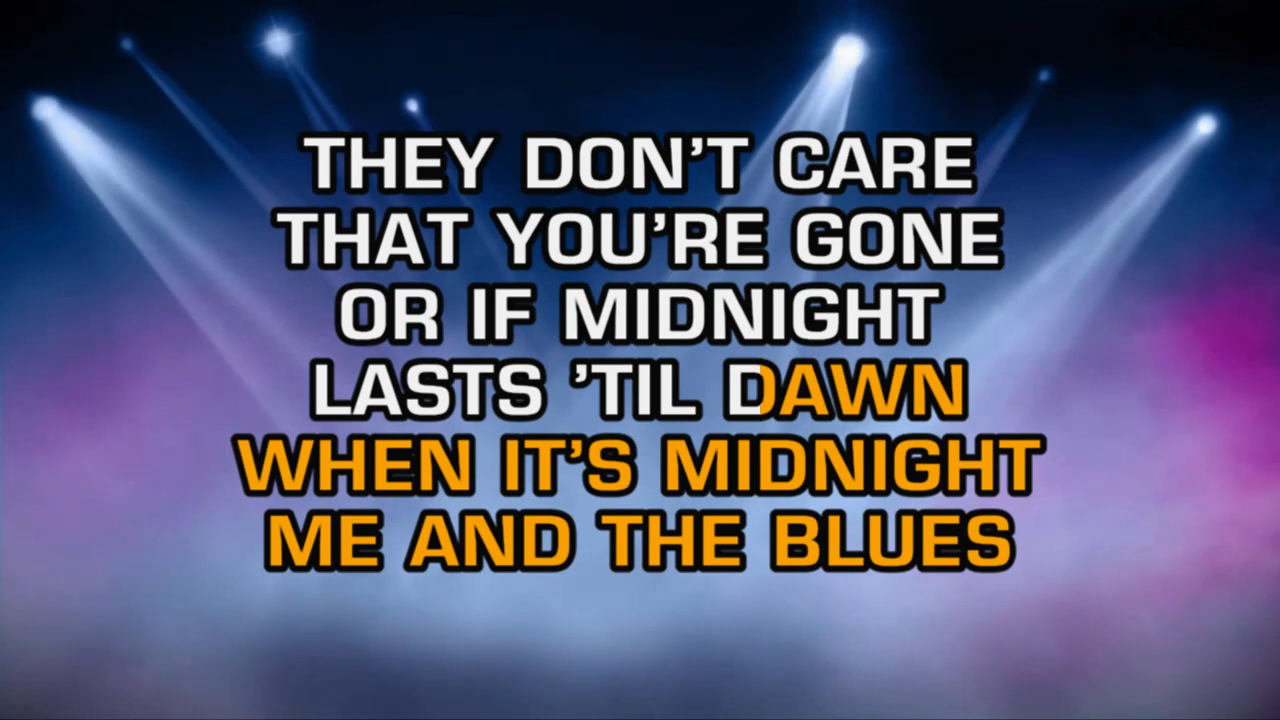 THEY DON’T CARE
THAT YOU’RE GONE
OR IF MIDNIGHT
LASTS ’TIL DAWN
WHEN IT’S MIDNIGHT
ME AND THE BLUES